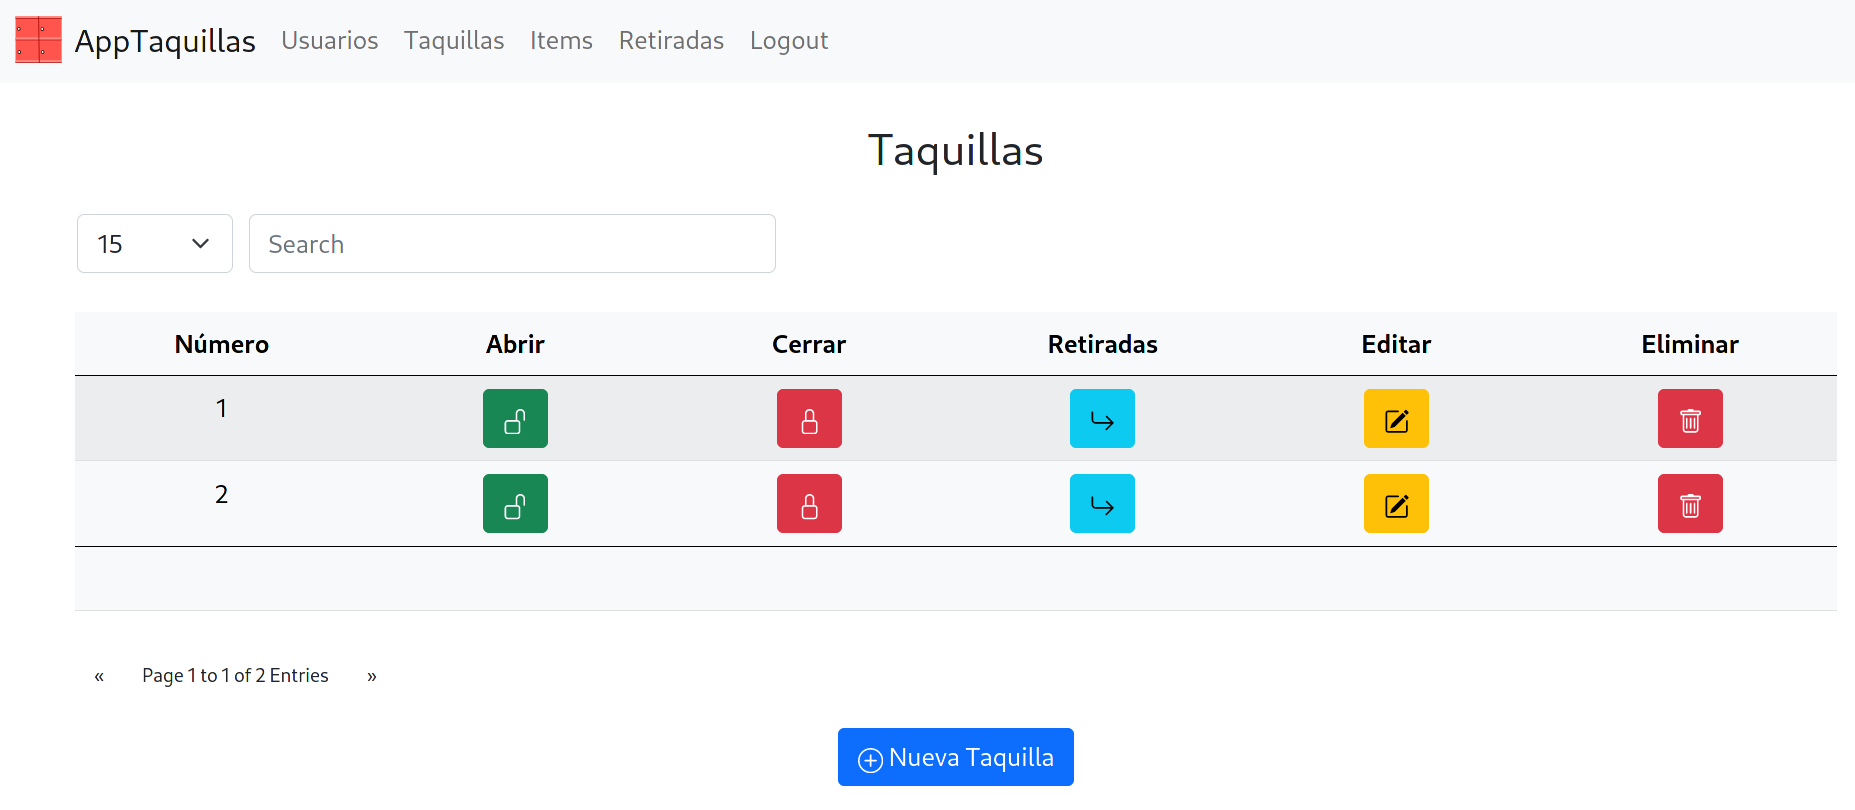 AppTaquillas Usuarios Taquillas Items Retiradas Logout
Taquillas
15 Search
Número Abrir Cerrar Retiradas Editar Eliminar
1
2
« Page 1 to 1 of 2 Entries »
Nueva Taquilla